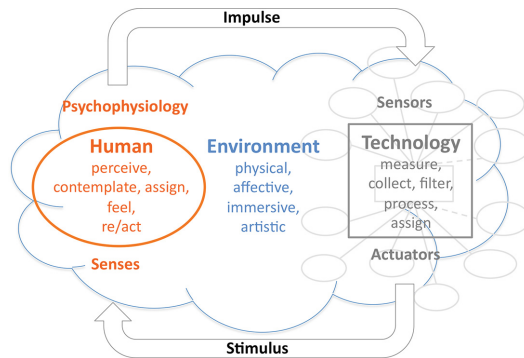 Impulse
Psychophysiology
Human
perceive,
contemplate, assign,
feel,
re/act
Senses
Environment
physical,
affective,
immersive,
artistic
Sensors
Technology
measure,
collect, filter,
process,
assign
Actuators
Stimulus